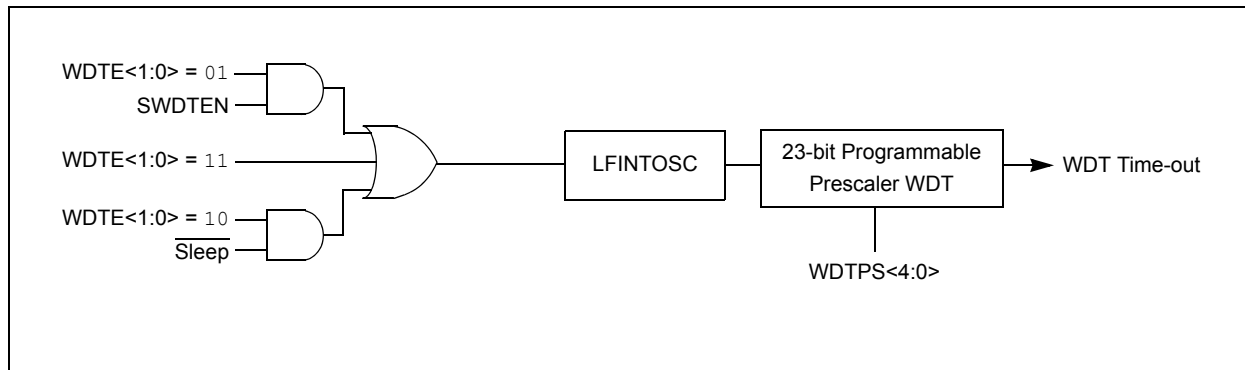 WDTE<1:0> = 01
SWDTEN
WDTE<1:0> = 11
WDTE<1:0> = 10
Sleep
LFINTOSC
23-bit Programmable
Prescaler WDT
WDT Time-out
WDTPS<4:0>